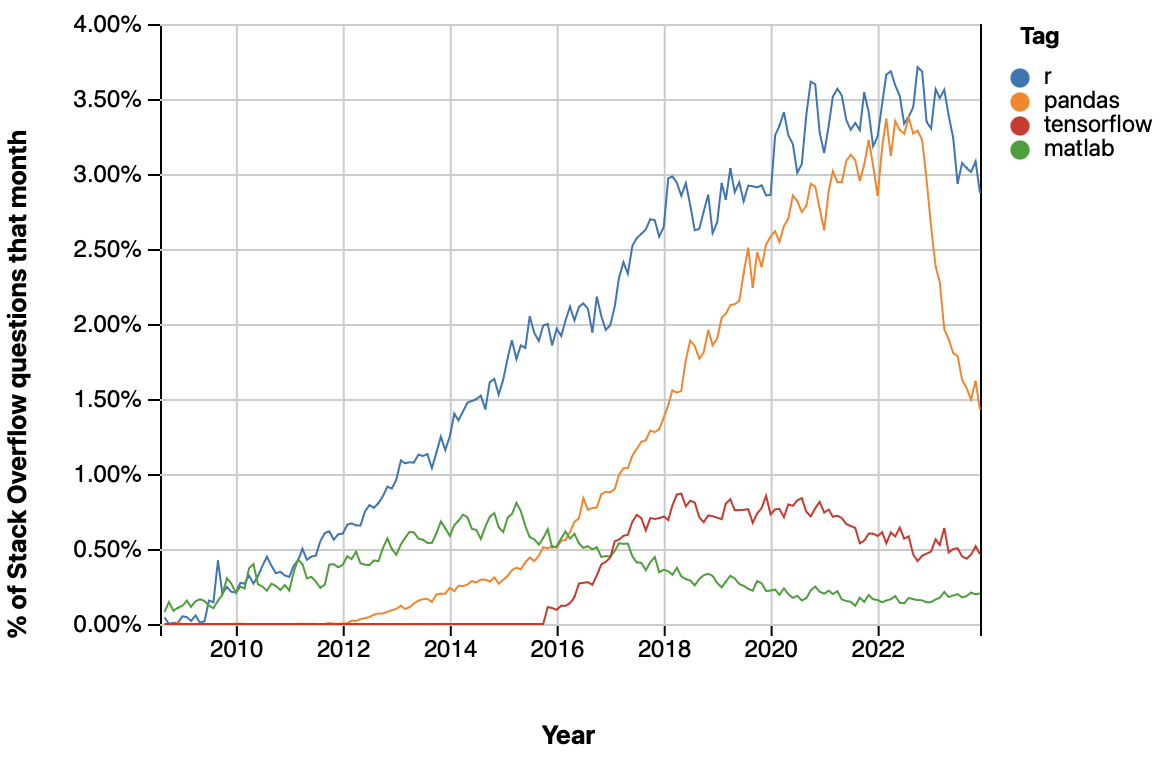 % of Stack Overflow questions that month
4.00%
3.50%
3.00%
2.50%
2.00%
1.50%
1.00%
0.50%
0.00%
2010 2012 2014 2016 2018 2020 2022
Year
Tag
r
pandas
tensorflow
matlab